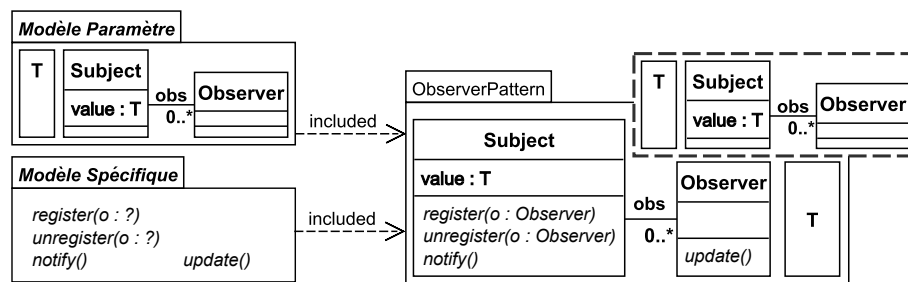 Modèle Paramètre
T
Subject
value : T
obs
0..*
Observer
included
Modèle Spécifique
register(o : ?)
unregister(o : ?)
notify()
update()
included
ObserverPattern
Subject
value : T
register(o : Observer)
unregister(o : Observer)
notify()
obs
0..*
Observer
update()
T
T
Subject
value : T
obs
0..*
Observer